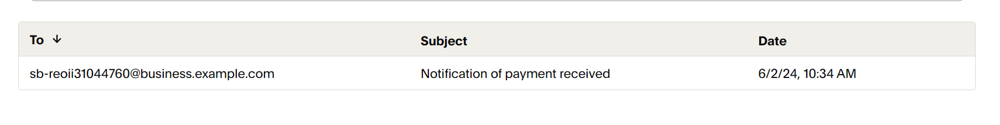 To ↓ Subject Date
sb-reoii31044760@business.example.com Notification of payment received 6/2/24, 10:34 AM